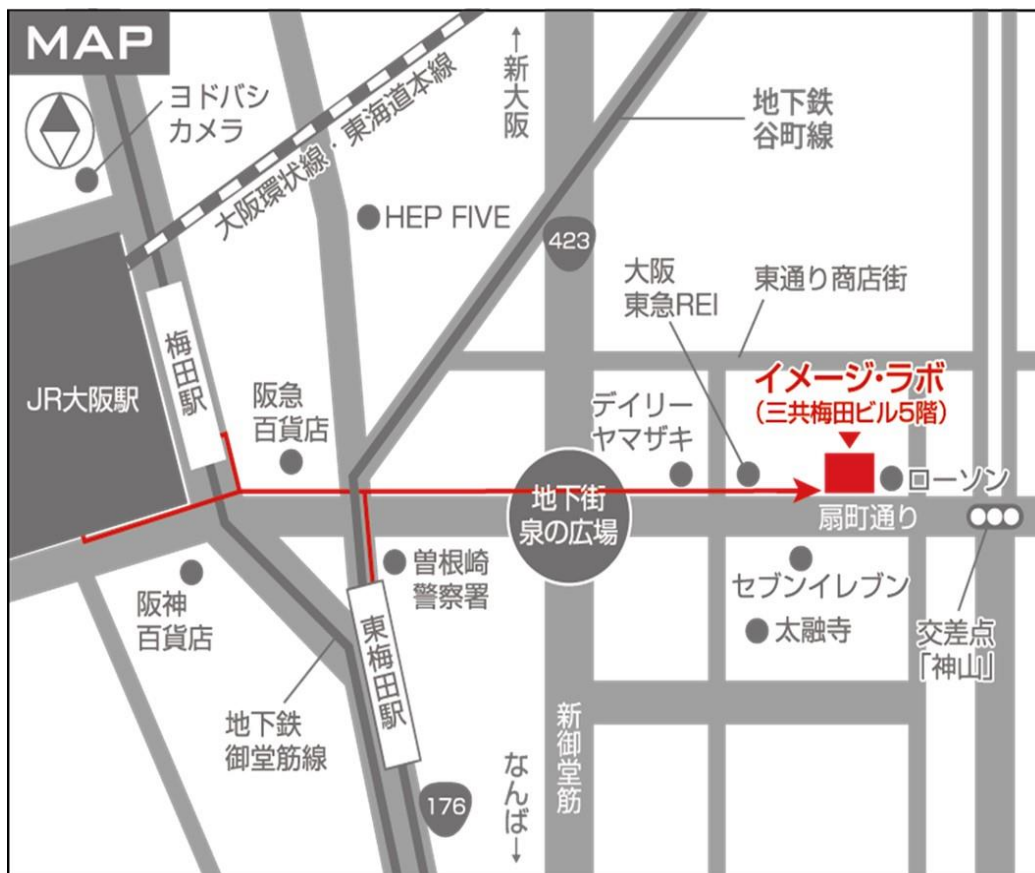 MAP
ヨドバシ
カメラ
大阪環状線・東海道本線
↑新大阪
地下鉄
谷町線
HEP FIVE
423
大阪
東急REI
東通り商店街
梅田駅
JR大阪駅
阪急
百貨店
デイリー
ヤマザキ
イメージ・ラボ
(三共梅田ビル5階)
ローソン
地下街
泉の広場
扇町通り
曽根崎
警察署
阪神
百貨店
東梅田駅
セブンイレブン
太融寺
交差点
「神山」
地下鉄
御堂筋線
新御堂筋
なんば→
176